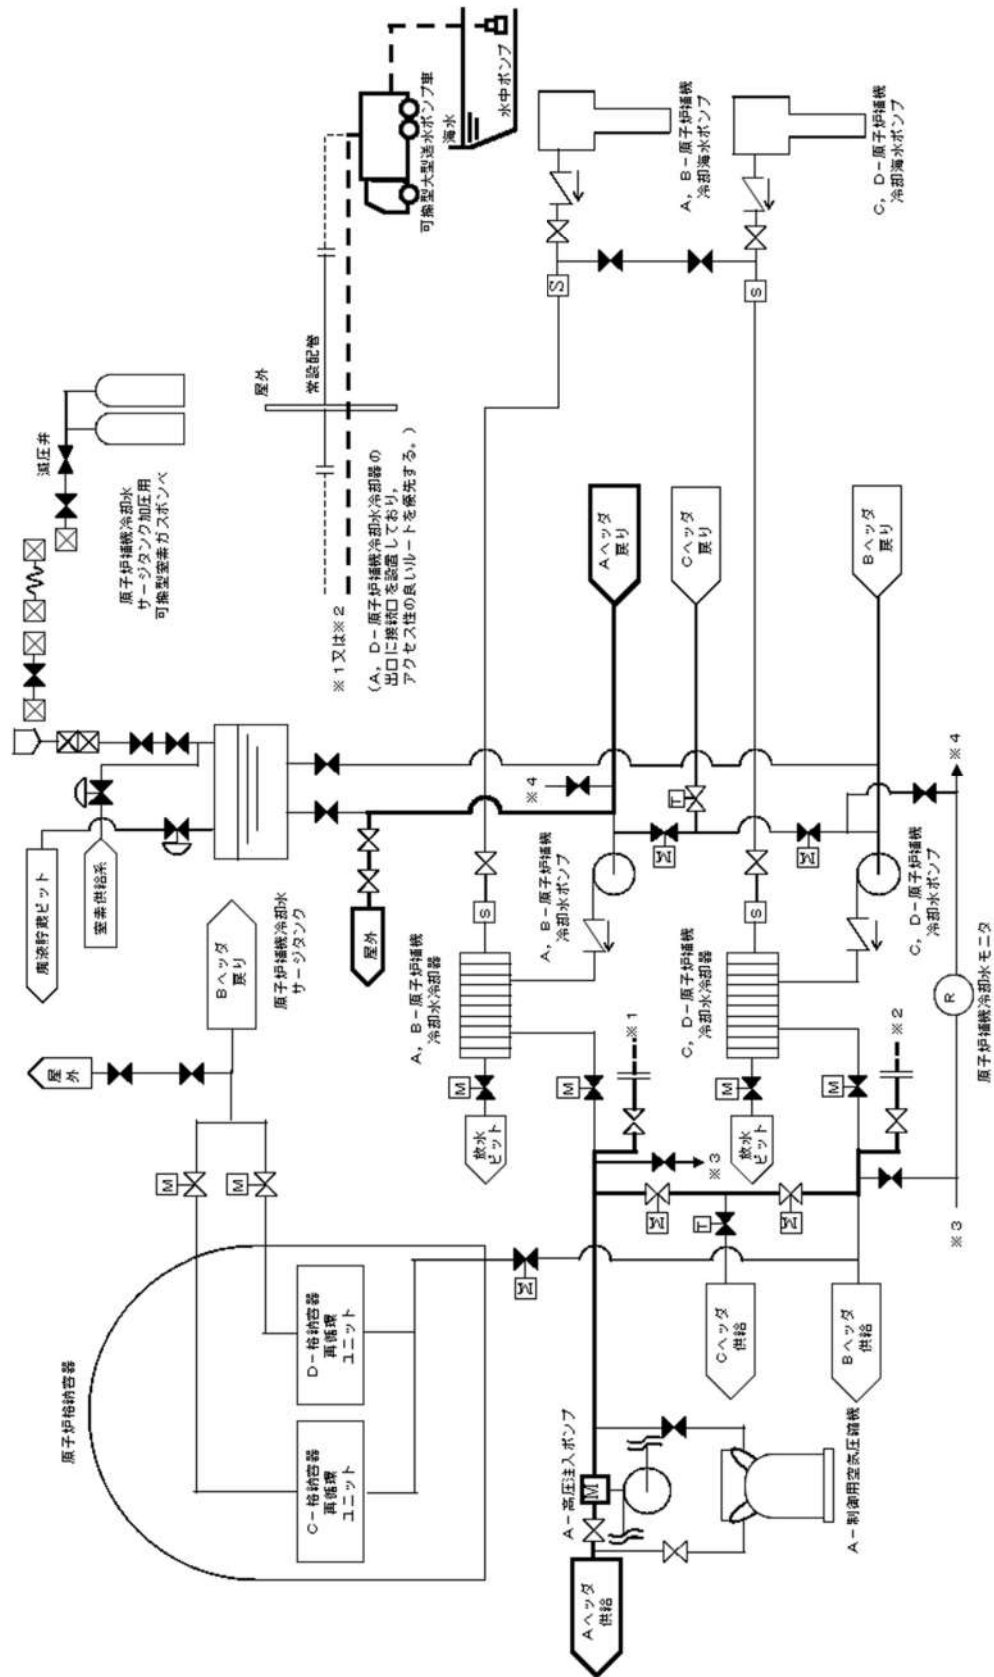 原子炉格納容器
C－格納容器
再循環
ユニット
D－格納容器
再循環
ユニット
M
M
屋外
Bヘッダ
戻り
廃液貯蔵ピット
窒素供給系
原子炉補機冷却水
サージタンク
原子炉補機冷却水
サージタンク加圧用
可搬型窒素ガスボンベ
減圧弁
屋外
常設配管
※1又は※2
（A，D－原子炉補機冷却水冷却器の
出口に接続口を設置しており，
アクセス性の良いルートを優先する。）
可搬型大型送水ポンプ車
海水
水中ポンプ
屋外
M
放水
ピット
M
A，B－原子炉補機
冷却水冷却器
S
A，B－原子炉補機
冷却水ポンプ
※4
Aヘッダ
戻り
S
A，B－原子炉補機
冷却海水ポンプ
Aヘッダ
供給
A－高圧注入ポンプ
M
M
※1
※3
M
M
T
Cヘッダ
供給
M
M
T
Cヘッダ
戻り
A－制御用空気圧縮機
Bヘッダ
供給
M
放水
ピット
M
C，D－原子炉補機
冷却水冷却器
S
C，D－原子炉補機
冷却水ポンプ
Bヘッダ
戻り
S
C，D－原子炉補機
冷却海水ポンプ
※2
※3
R
※4
原子炉補機冷却水モニタ